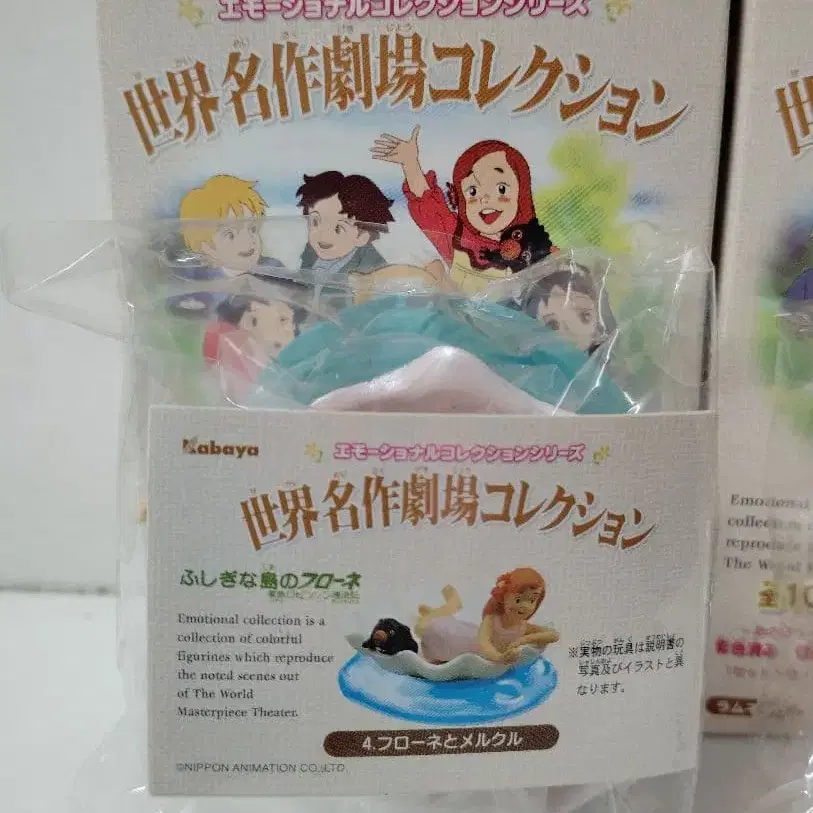 エモーショナルコレクションシリーズ
世界名作劇場コレクション
Kabaya
エモーショナルコレクションシリーズ
世界名作劇場コレクション
ふしぎな島のフローネ
Emotional collection is a
collection of colorful
figurines which reproduce
the noted scenes out
of The World
Masterpiece Theater.
※実物の玩具は説明書の
写真及びイラストと異
なります。
4.フローネとメルクル
©NIPPON ANIMATION CO.,LTD.
世
Emotional
collec
reproduc
The World
全10
ラム